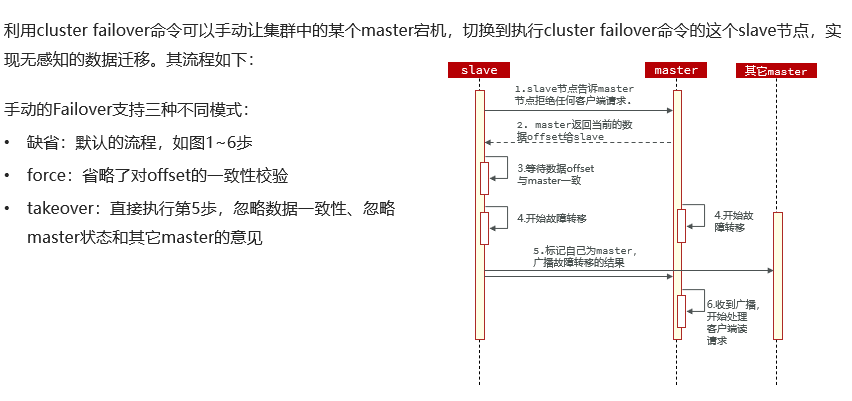 利用cluster failover命令可以手动让集群中的某个master宕机，切换到执行cluster failover命令的这个slave节点，实
现无感知的数据迁移。其流程如下：
手动的Failover支持三种不同模式：
• 缺省：默认的流程，如图1~6步
• force：省略了对offset的一致性校验
• takeover：直接执行第5步，忽略数据一致性、忽略
master状态和其它master的意见
slave
master
其它master
1.slave节点告诉master
节点拒绝任何客户端请求.
2. master返回当前的数
据offset给slave
3.等待数据offset
与master一致
4.开始故障转移
4.开始故
障转移
5.标记自己为master，
广播故障转移的结果
6.收到广播，
开始处理
客户端读
请求